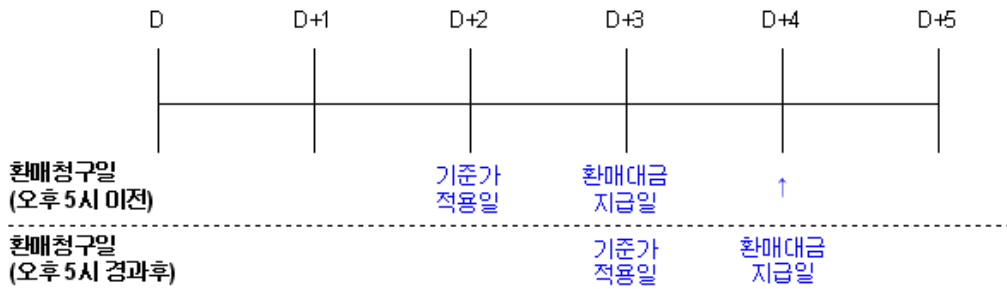 D D+1 D+2 D+3 D+4 D+5
환매청구일 기준가 환매대금 ↑
(오후 5시 이전) 적용일 지급일
환매청구일 기준가 환매대금
(오후 5시 경과후) 적용일 지급일